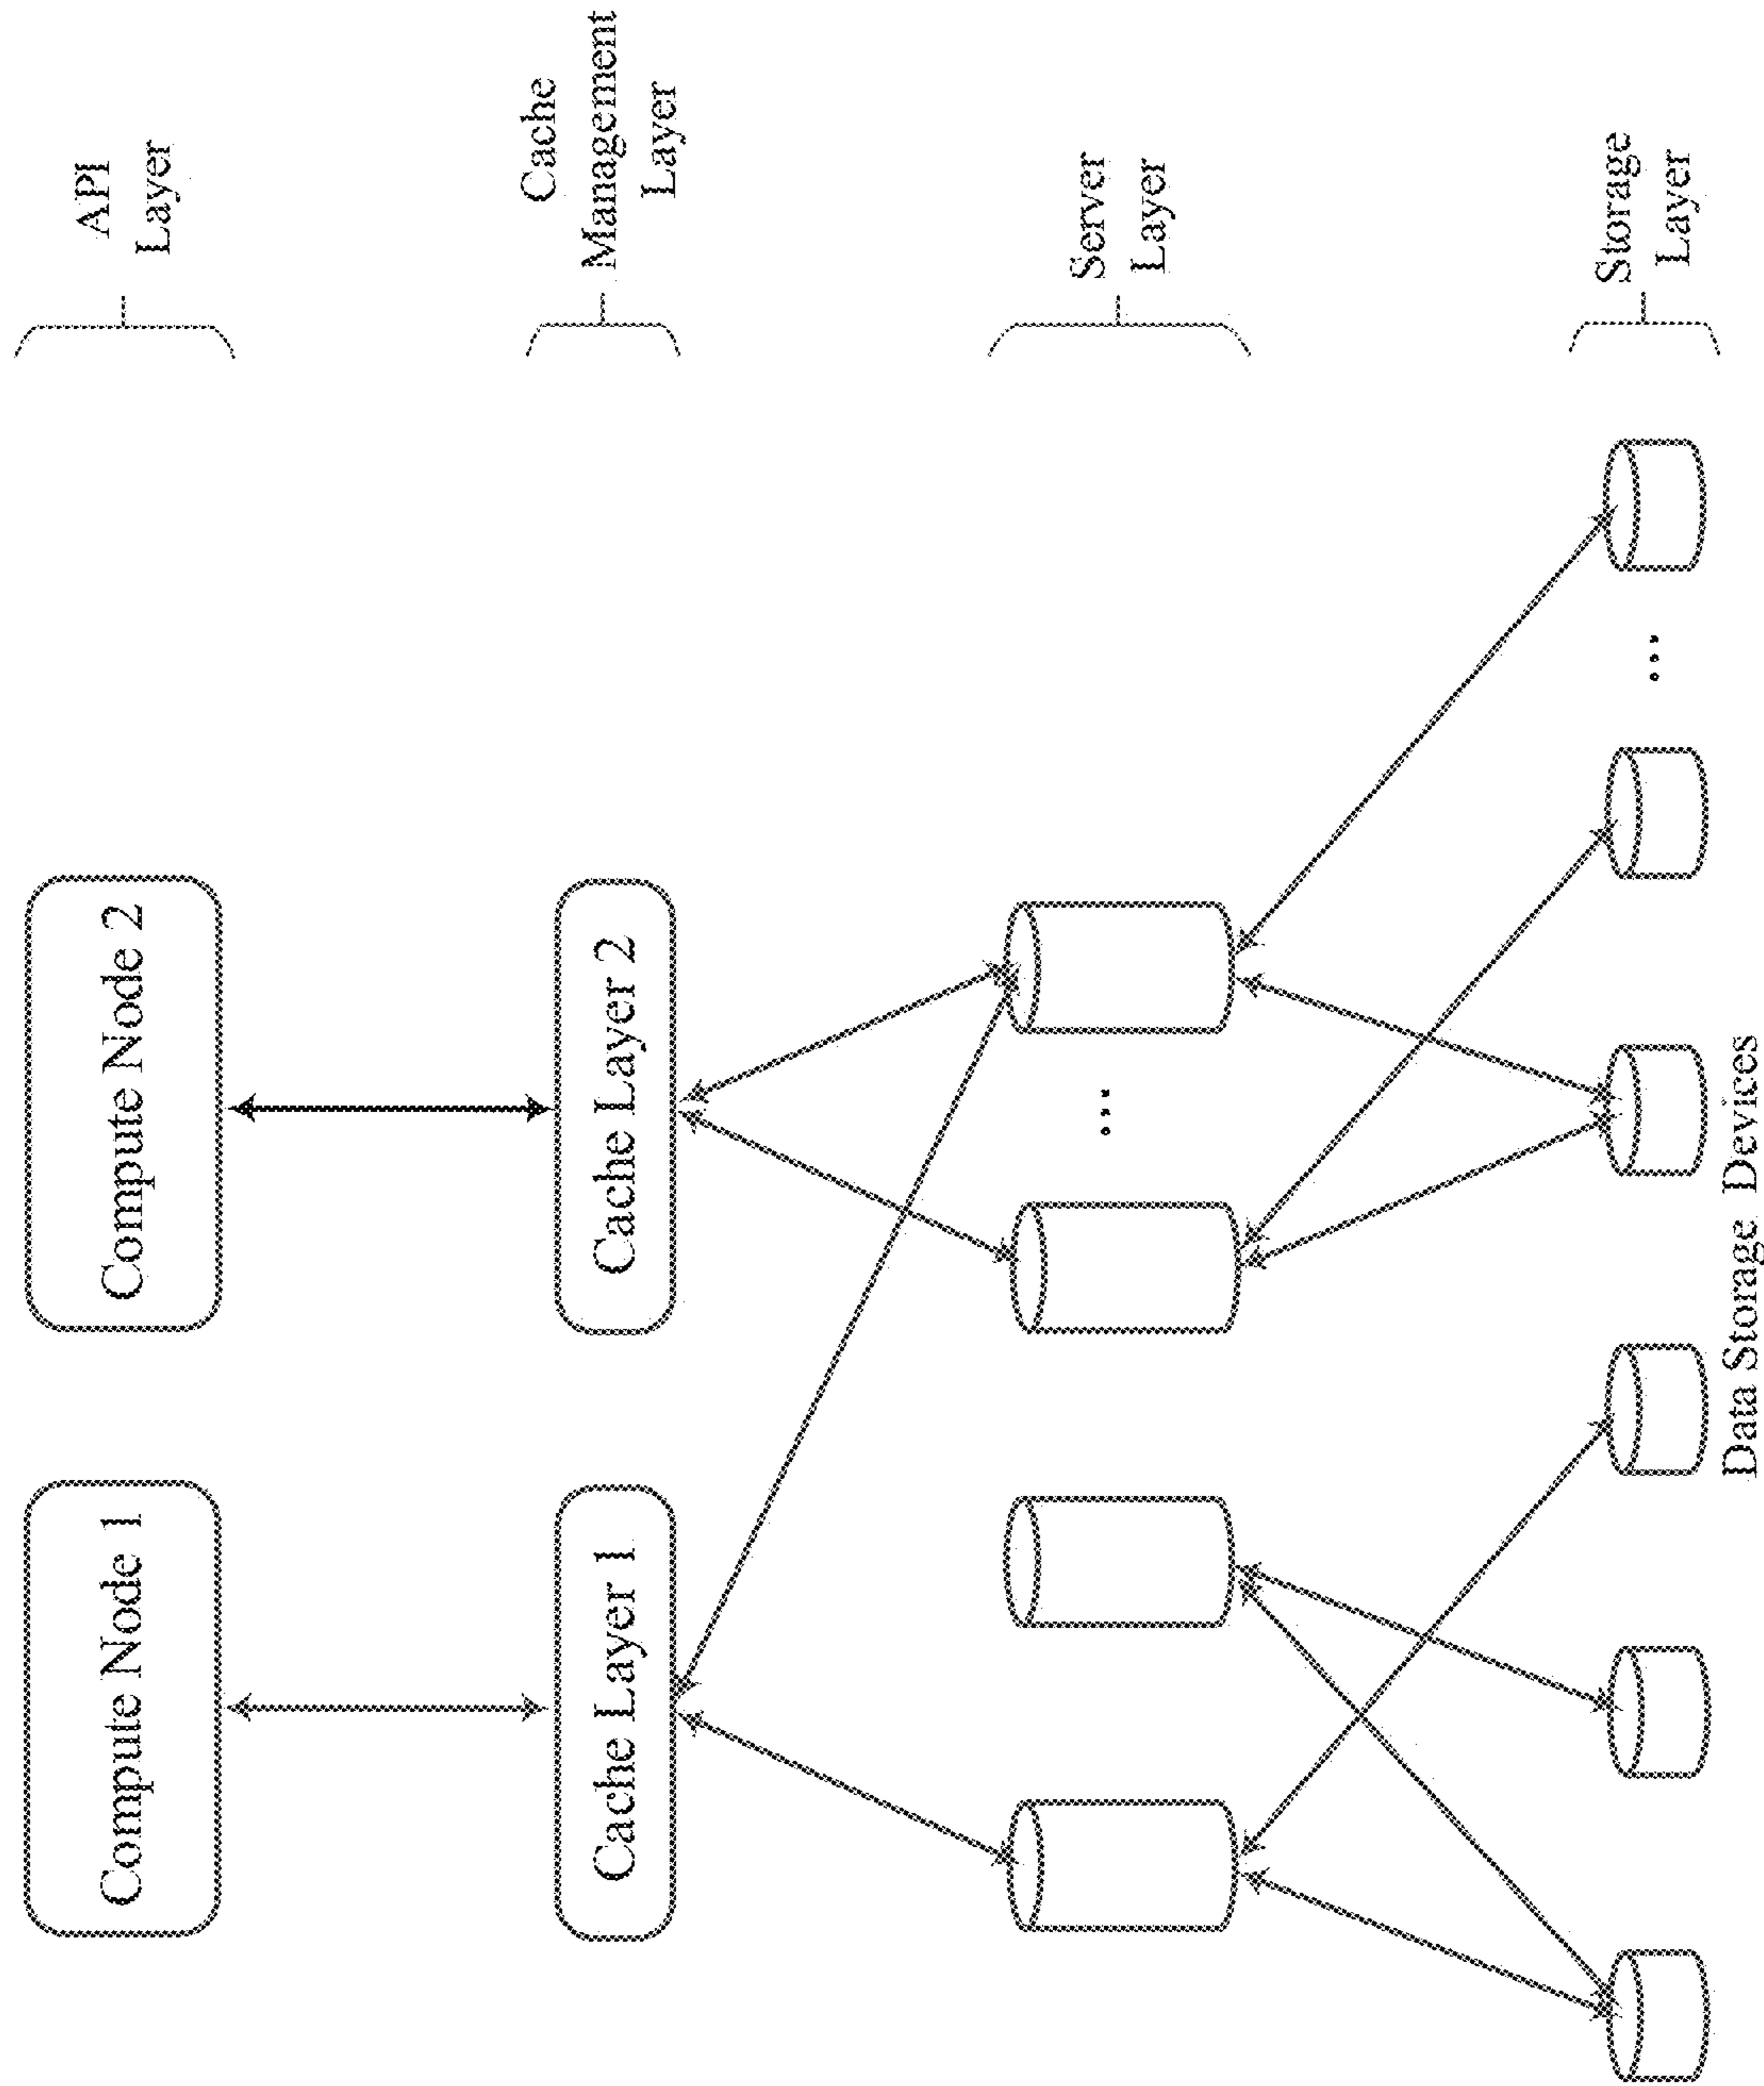 Compute Node 1
Compute Node 2
API
Layer
Cache Layer 1
Cache Layer 2
Cache
Management
Layer
...
Server
Layer
...
Storage
Layer
Data Storage Devices